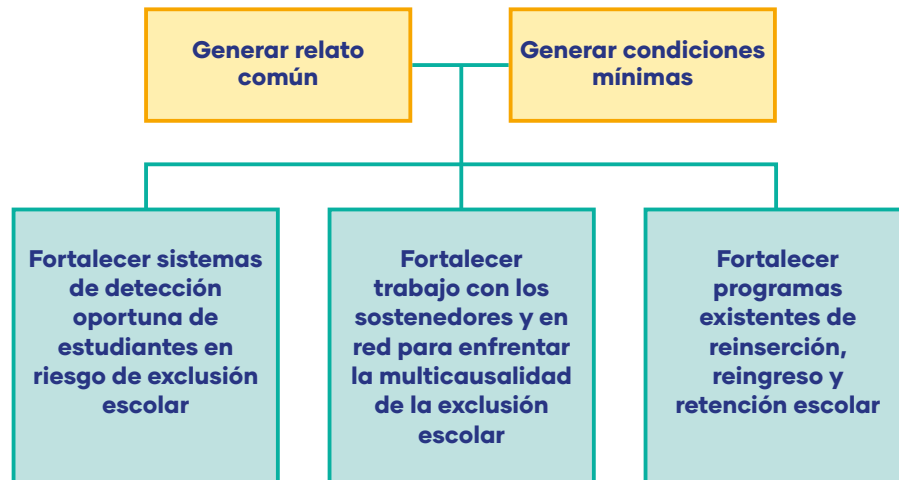 Generar relato
común
Generar condiciones
mínimas
Fortalecer sistemas
de detección
oportuna de
estudiantes en
riesgo de exclusión
escolar
Fortalecer
trabajo con los
sostenedores y en
red para enfrentar
la multicausalidad
de la exclusión
escolar
Fortalecer
programas
existentes de
reinserción,
reingreso y
retención escolar